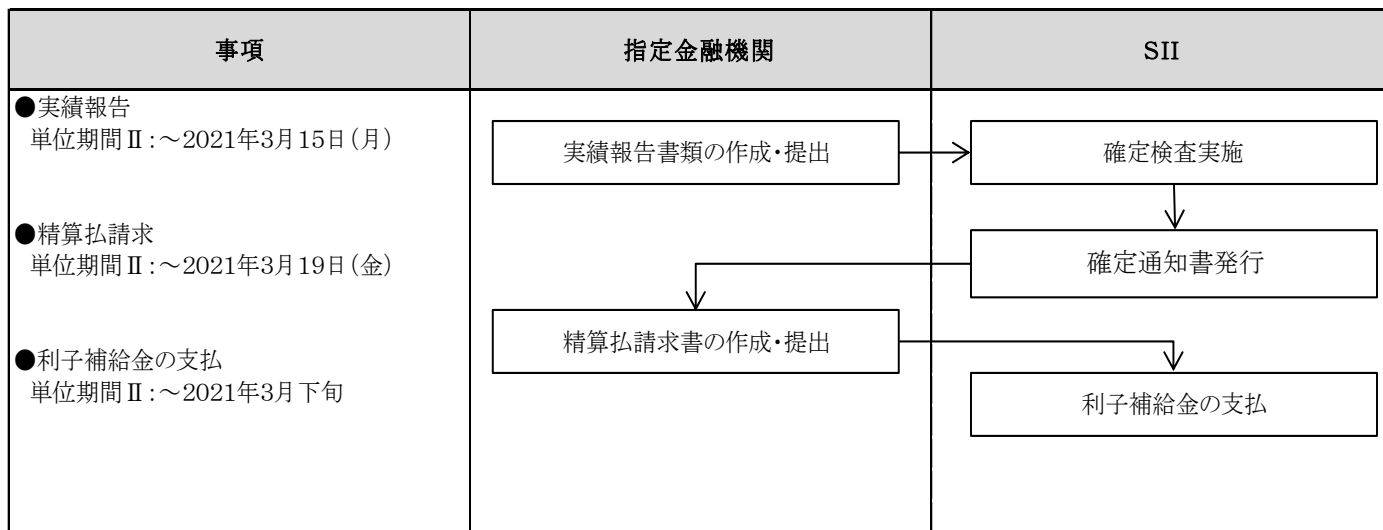 事項
指定金融機関
SII
●実績報告
単位期間Ⅱ:～2021年3月15日(月)
実績報告書類の作成・提出
確定検査実施
●精算払請求
単位期間Ⅱ:～2021年3月19日(金)
確定通知書発行
精算払請求書の作成・提出
●利子補給金の支払
単位期間Ⅱ:～2021年3月下旬
利子補給金の支払